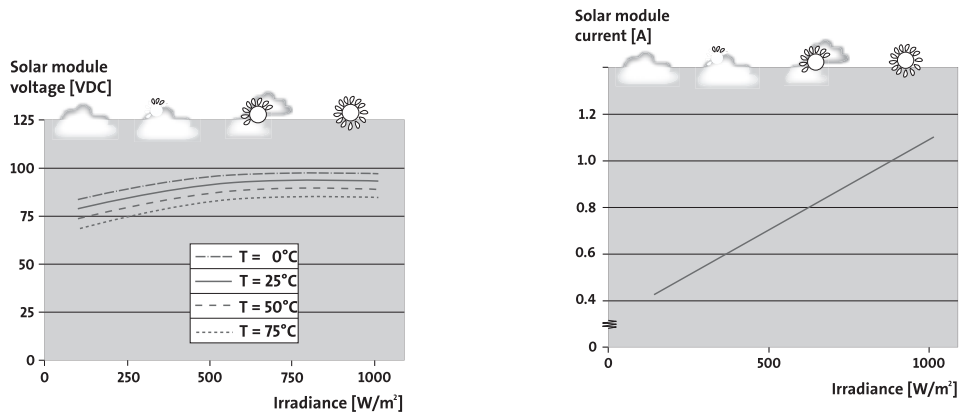 Solar module
voltage [VDC]
125
100
75
50
25
0
T = 0°C
T = 25°C
T = 50°C
T = 75°C
0 250 500 750 1000
Irradiance [W/m²]
Solar module
current [A]
1.2
1.0
0.8
0.6
0.4
0
0 500 1000
Irradiance [W/m²]